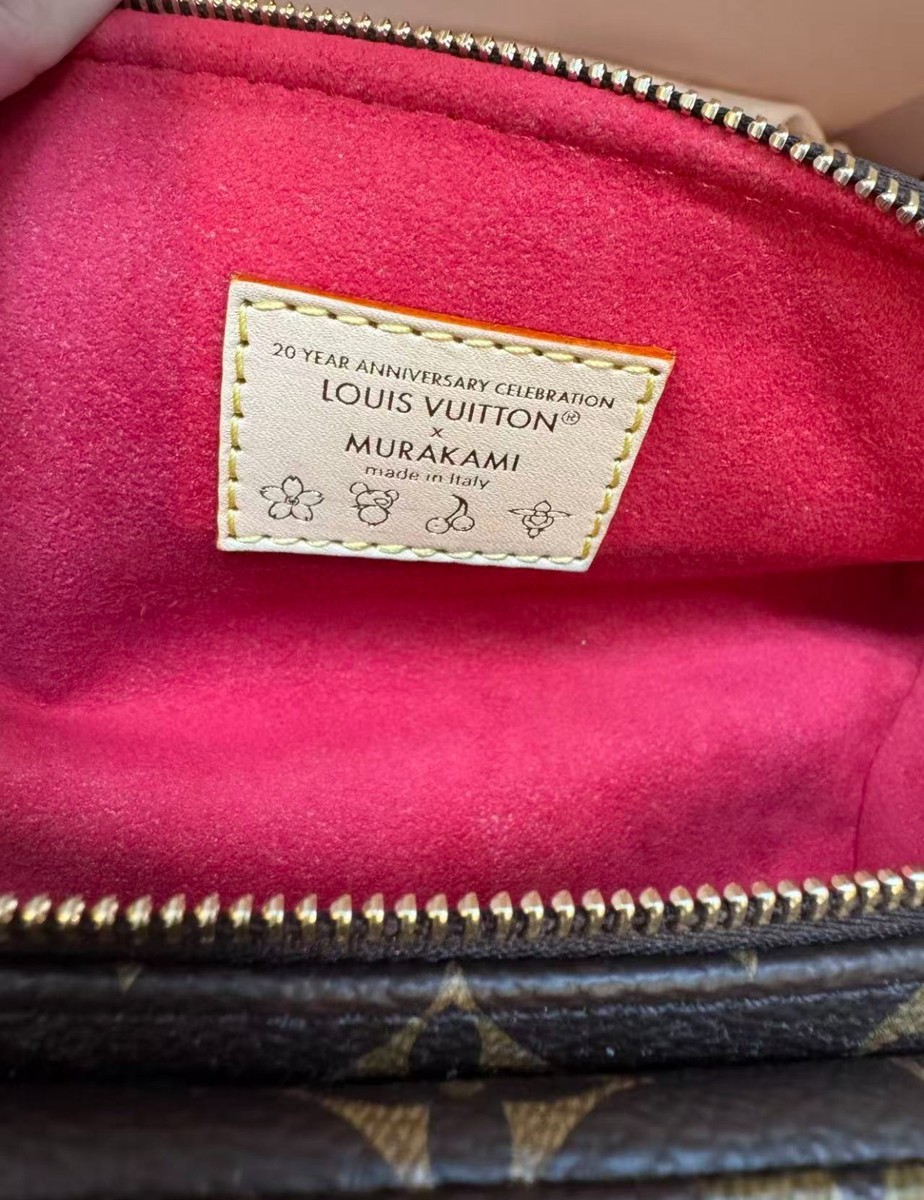 20 YEAR ANNIVERSARY CELEBRATION
LOUIS VUITTON®
x
MURAKAMI
made in Italy